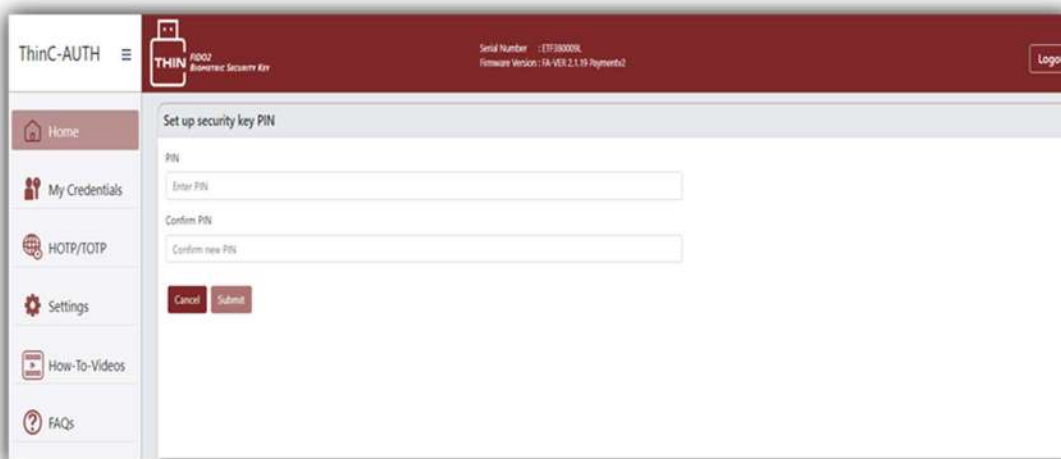 ThinC-AUTH
THIN
FIDO2
BIOMETRIC SECURITY KEY
Serial Number :
Firmware Version : FA-VER 2.1.19 Paymentv2
Home
My Credentials
HOTP/TOTP
Settings
How-To-Videos
FAQs
Set up security key PIN
PIN
Enter PIN
Confirm PIN
Confirm new PIN
Cancel
Submit